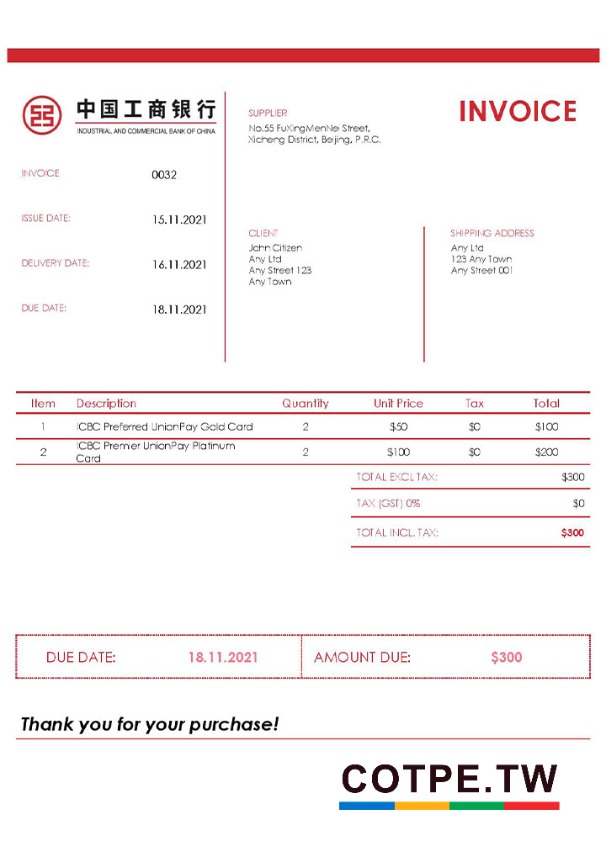 中国工商银行
INDUSTRIAL AND COMMERCIAL BANK OF CHINA
INVOICE 0032
ISSUE DATE: 15.11.2021
DELIVERY DATE: 16.11.2021
DUE DATE: 18.11.2021
SUPPLIER
No.55 FuXingMenNei Street,
Xicheng District, Beijing, P.R.C.
INVOICE
CLIENT
John Citizen
Any Ltd
Any Street 123
Any Town
SHIPPING ADDRESS
Any Ltd
123 Any Town
Any Street 001
Item Description Quantity Unit Price Tax Total
1 ICBC Preferred UnionPay Gold Card 2 $50 $0 $100
2 ICBC Premier UnionPay Platinum Card 2 $100 $0 $200
TOTAL EXCL.TAX: $300
TAX (GST) 0% $0
TOTAL INCL. TAX: $300
DUE DATE: 18.11.2021 AMOUNT DUE: $300
Thank you for your purchase!
COTPE.TW